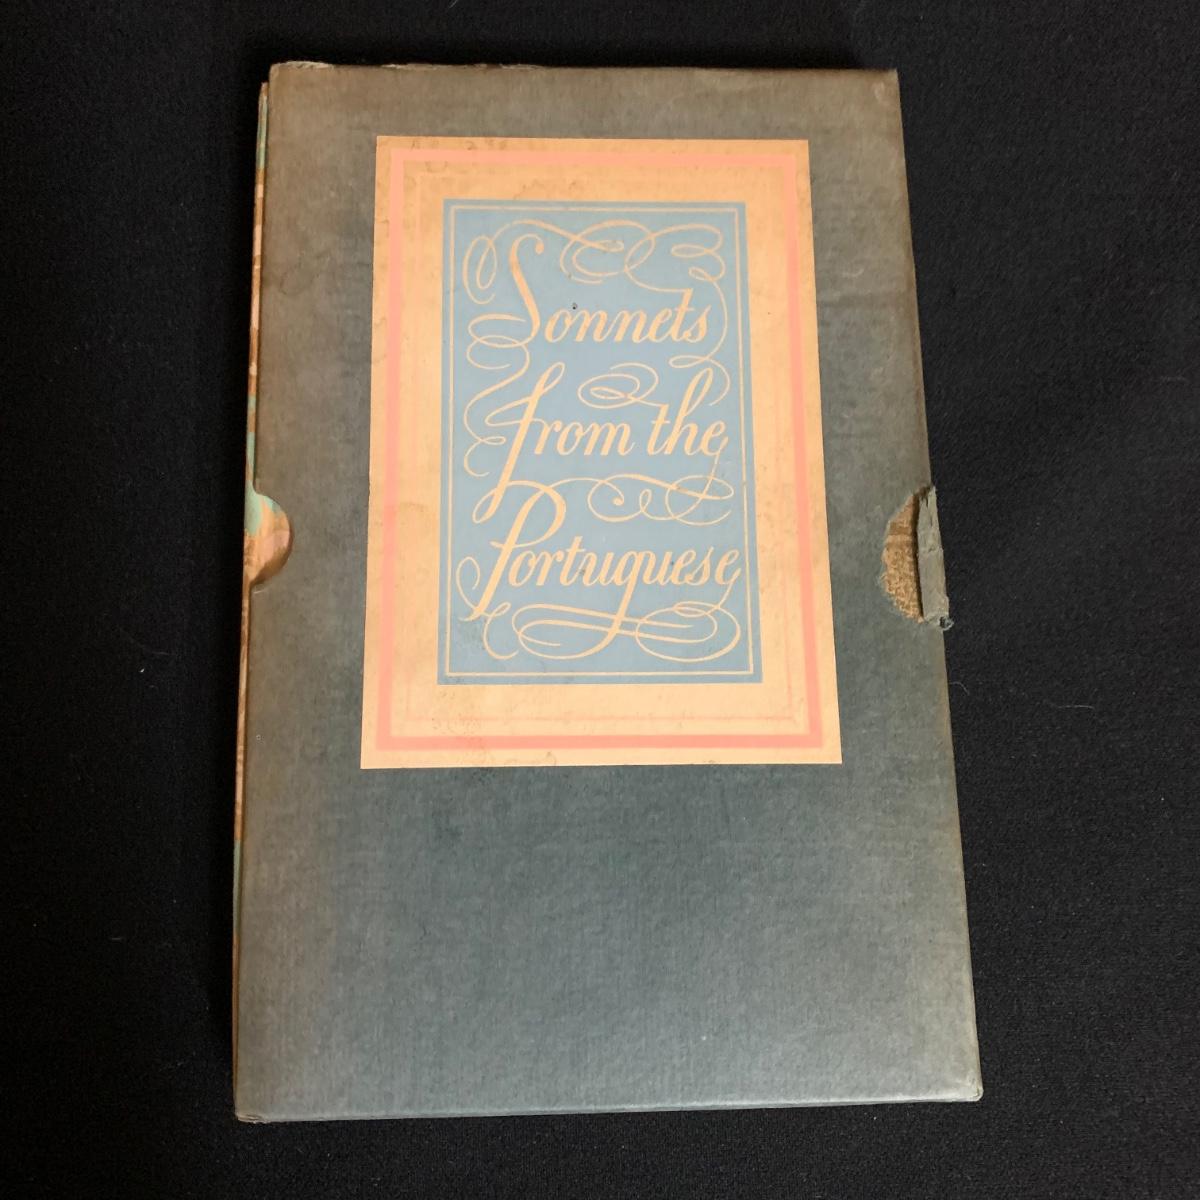 Sonnets
from the
Portuguese